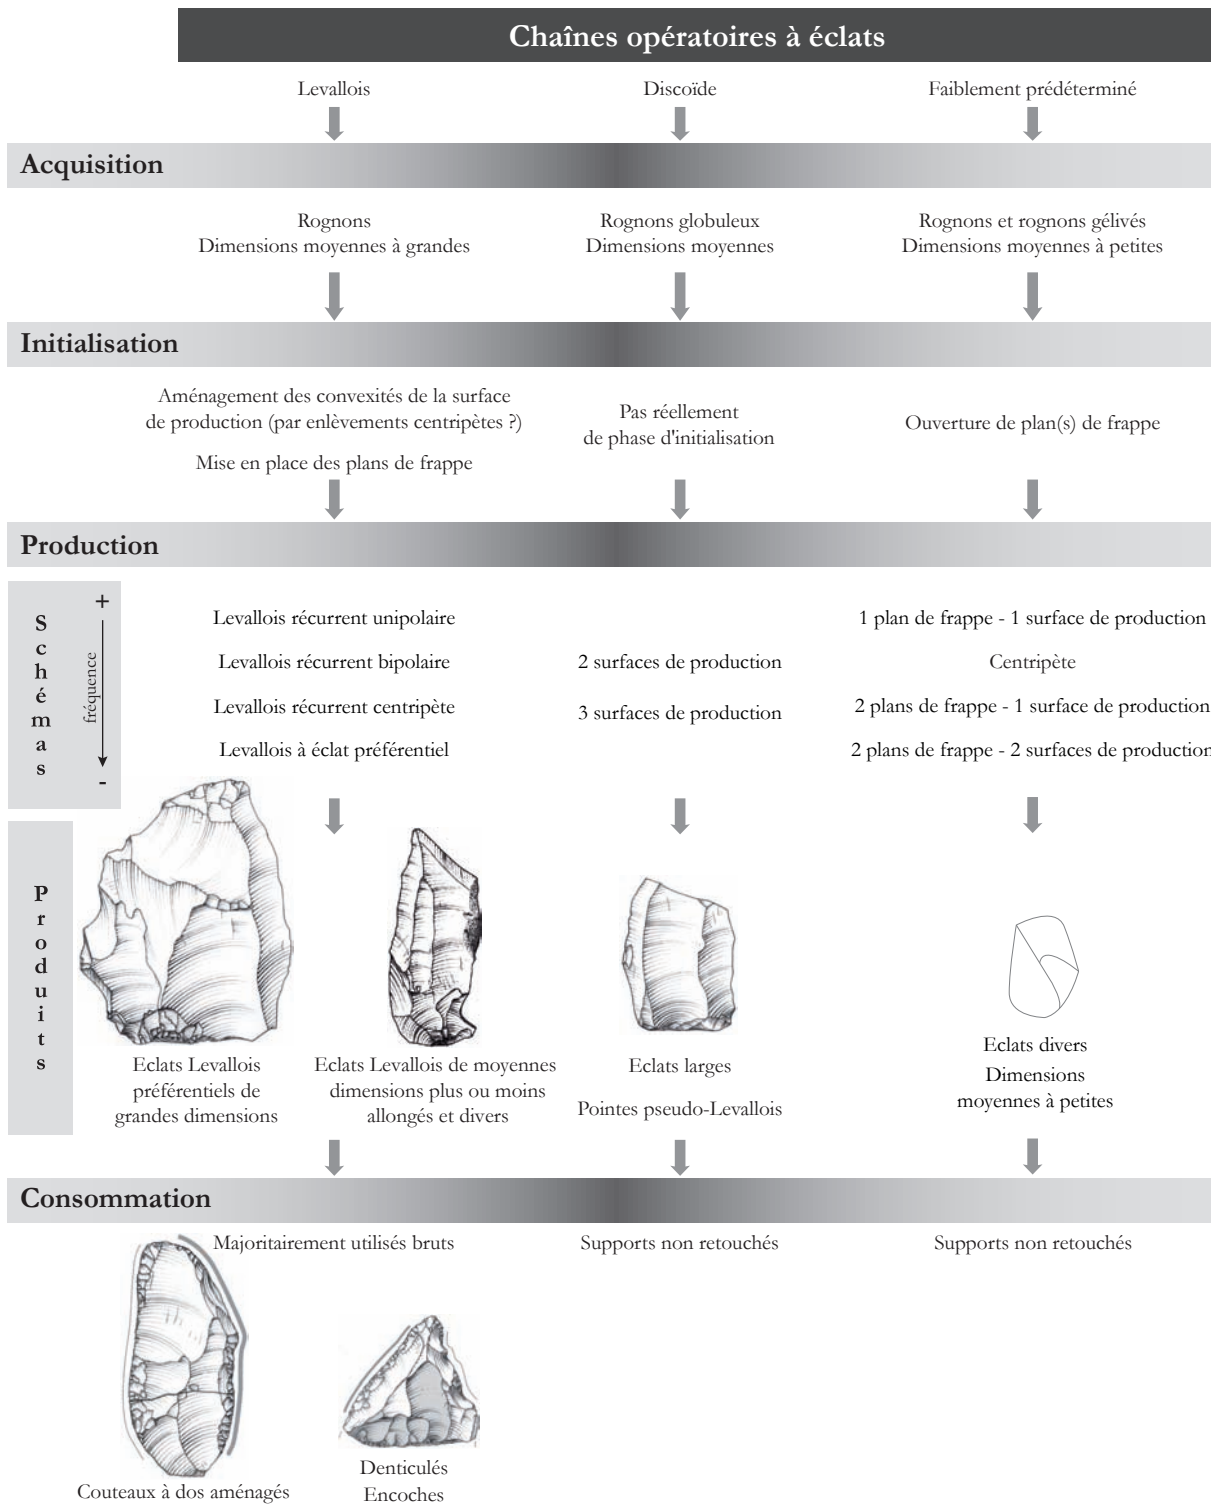 Chaînes opératoires à éclats
Levallois
Discoïde
Faiblement prédéterminé
Acquisition
Rognons
Dimensions moyennes à grandes
Rognons globuleux
Dimensions moyennes
Rognons et rognons gélivés
Dimensions moyennes à petites
Initialisation
Aménagement des convexités de la surface
de production (par enlèvements centripètes ?)
Mise en place des plans de frappe
Pas réellement
de phase d'initialisation
Ouverture de plan(s) de frappe
Production
Schémas
+
fréquence
-
Levallois récurrent unipolaire
Levallois récurrent bipolaire
Levallois récurrent centripète
Levallois à éclat préférentiel
2 surfaces de production
3 surfaces de production
1 plan de frappe - 1 surface de production
Centripète
2 plans de frappe - 1 surface de production
2 plans de frappe - 2 surfaces de production
Produits
Eclats Levallois
préférentiels de
grandes dimensions
Eclats Levallois de moyennes
dimensions plus ou moins
allongés et divers
Eclats larges
Pointes pseudo-Levallois
Eclats divers
Dimensions
moyennes à petites
Consommation
Majoritairement utilisés bruts
Supports non retouchés
Supports non retouchés
Couteaux à dos aménagés
Denticulés
Encoches